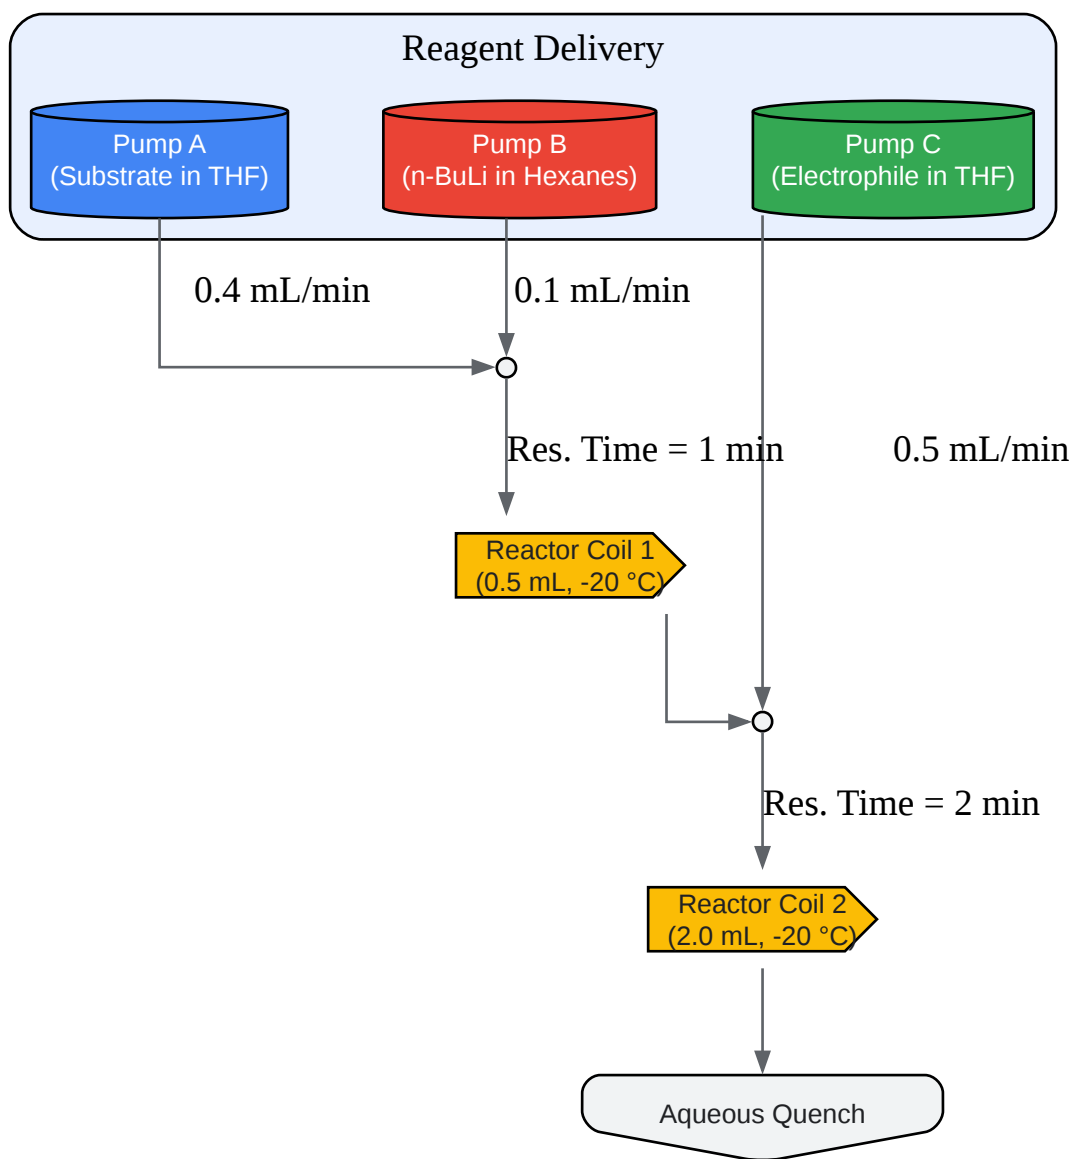 Reagent Delivery
Pump A
(Substrate in THF)
Pump B
(n-BuLi in Hexanes)
Pump C
(Electrophile in THF)
0.4 mL/min
0.1 mL/min
Res. Time = 1 min
0.5 mL/min
Reactor Coil 1
(0.5 mL, -20 °C)
Res. Time = 2 min
Reactor Coil 2
(2.0 mL, -20 °C)
Aqueous Quench